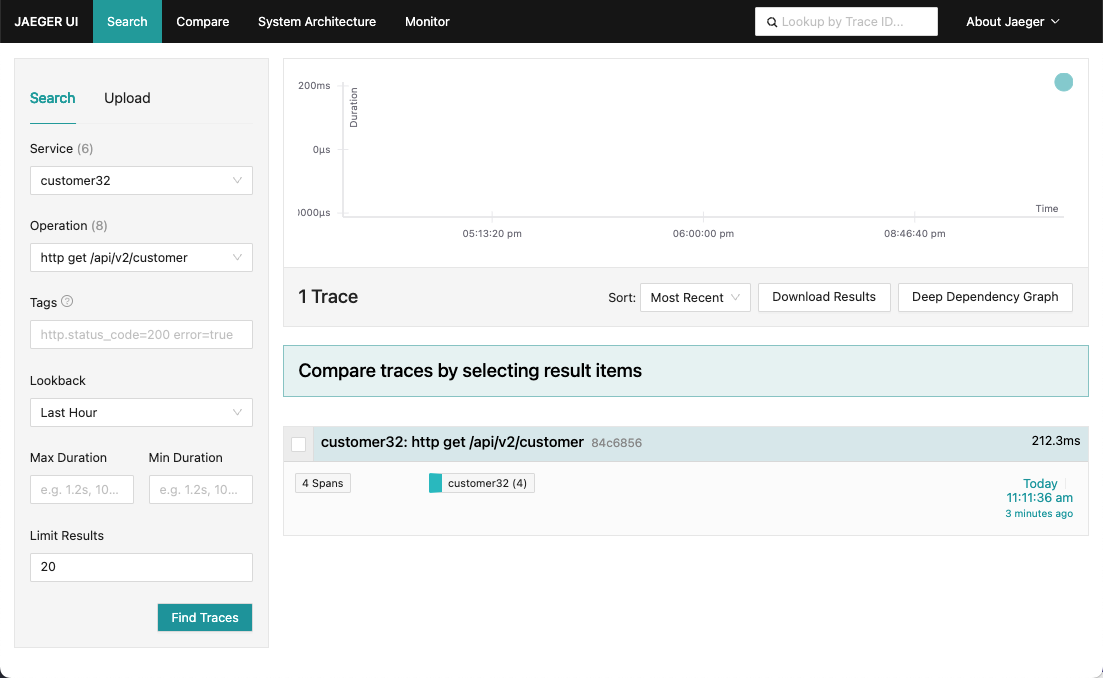 JAEGER UI Search Compare System Architecture Monitor Lookup by Trace ID... About Jaeger
Search Upload
Service (6)
customer32
Operation (8)
http get /api/v2/customer
Tags
http.status_code=200 error=true
Lookback
Last Hour
Max Duration Min Duration
e.g. 1.2s, 10... e.g. 1.2s, 10...
Limit Results
20
Find Traces
200ms
Duration
0μs
0000μs
Time
05:13:20 pm 06:00:00 pm 08:46:40 pm
1 Trace Sort: Most Recent Download Results Deep Dependency Graph
Compare traces by selecting result items
customer32: http get /api/v2/customer 84c6856 212.3ms
4 Spans customer32 (4) Today
11:11:36 am
3 minutes ago